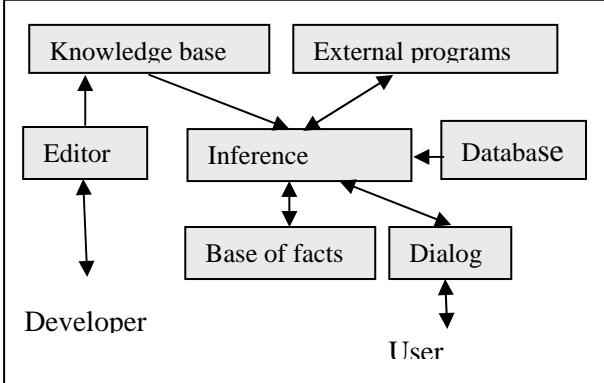 Knowledge base
External programs
Editor
Inference
Database
Base of facts
Dialog
Developer
User